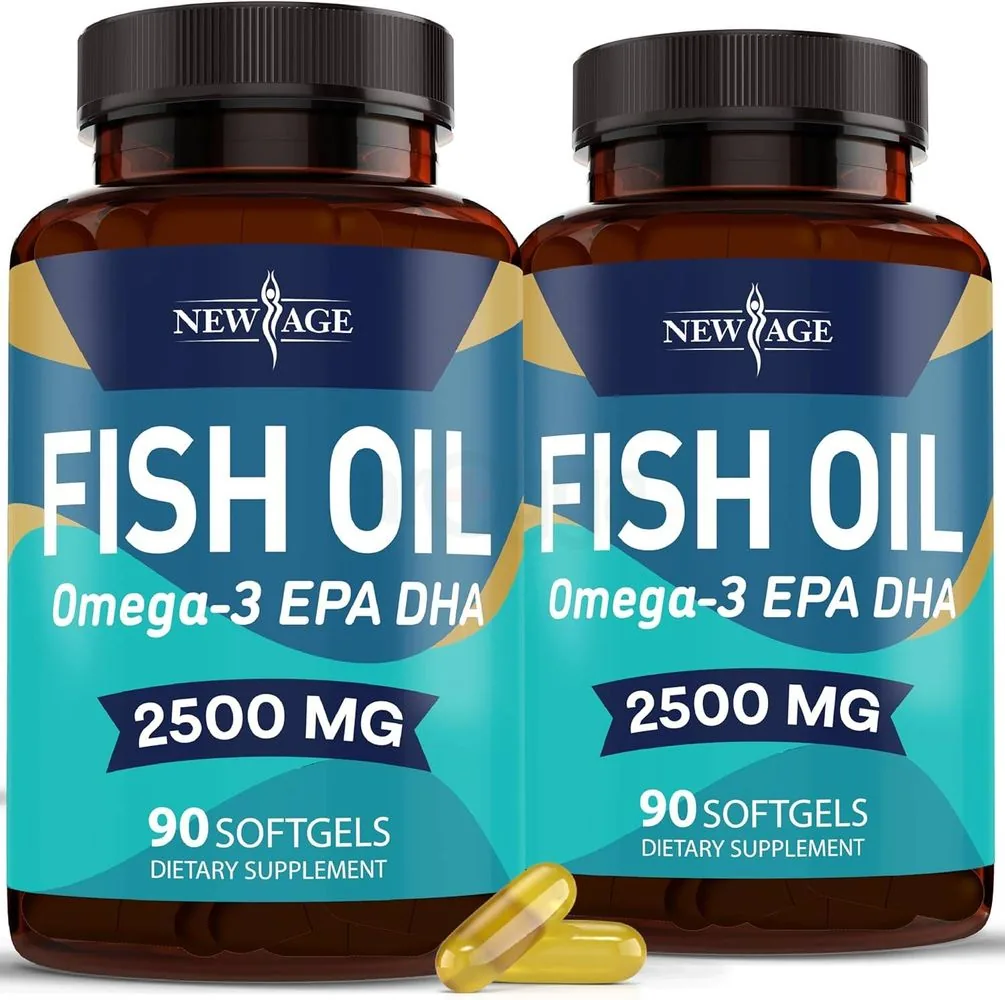 NEW AGE
FISH OIL
Omega-3 EPA DHA
2500 MG
90 SOFTGELS
DIETARY SUPPLEMENT
NEW AGE
FISH OIL
Omega-3 EPA DHA
2500 MG
90 SOFTGELS
DIETARY SUPPLEMENT